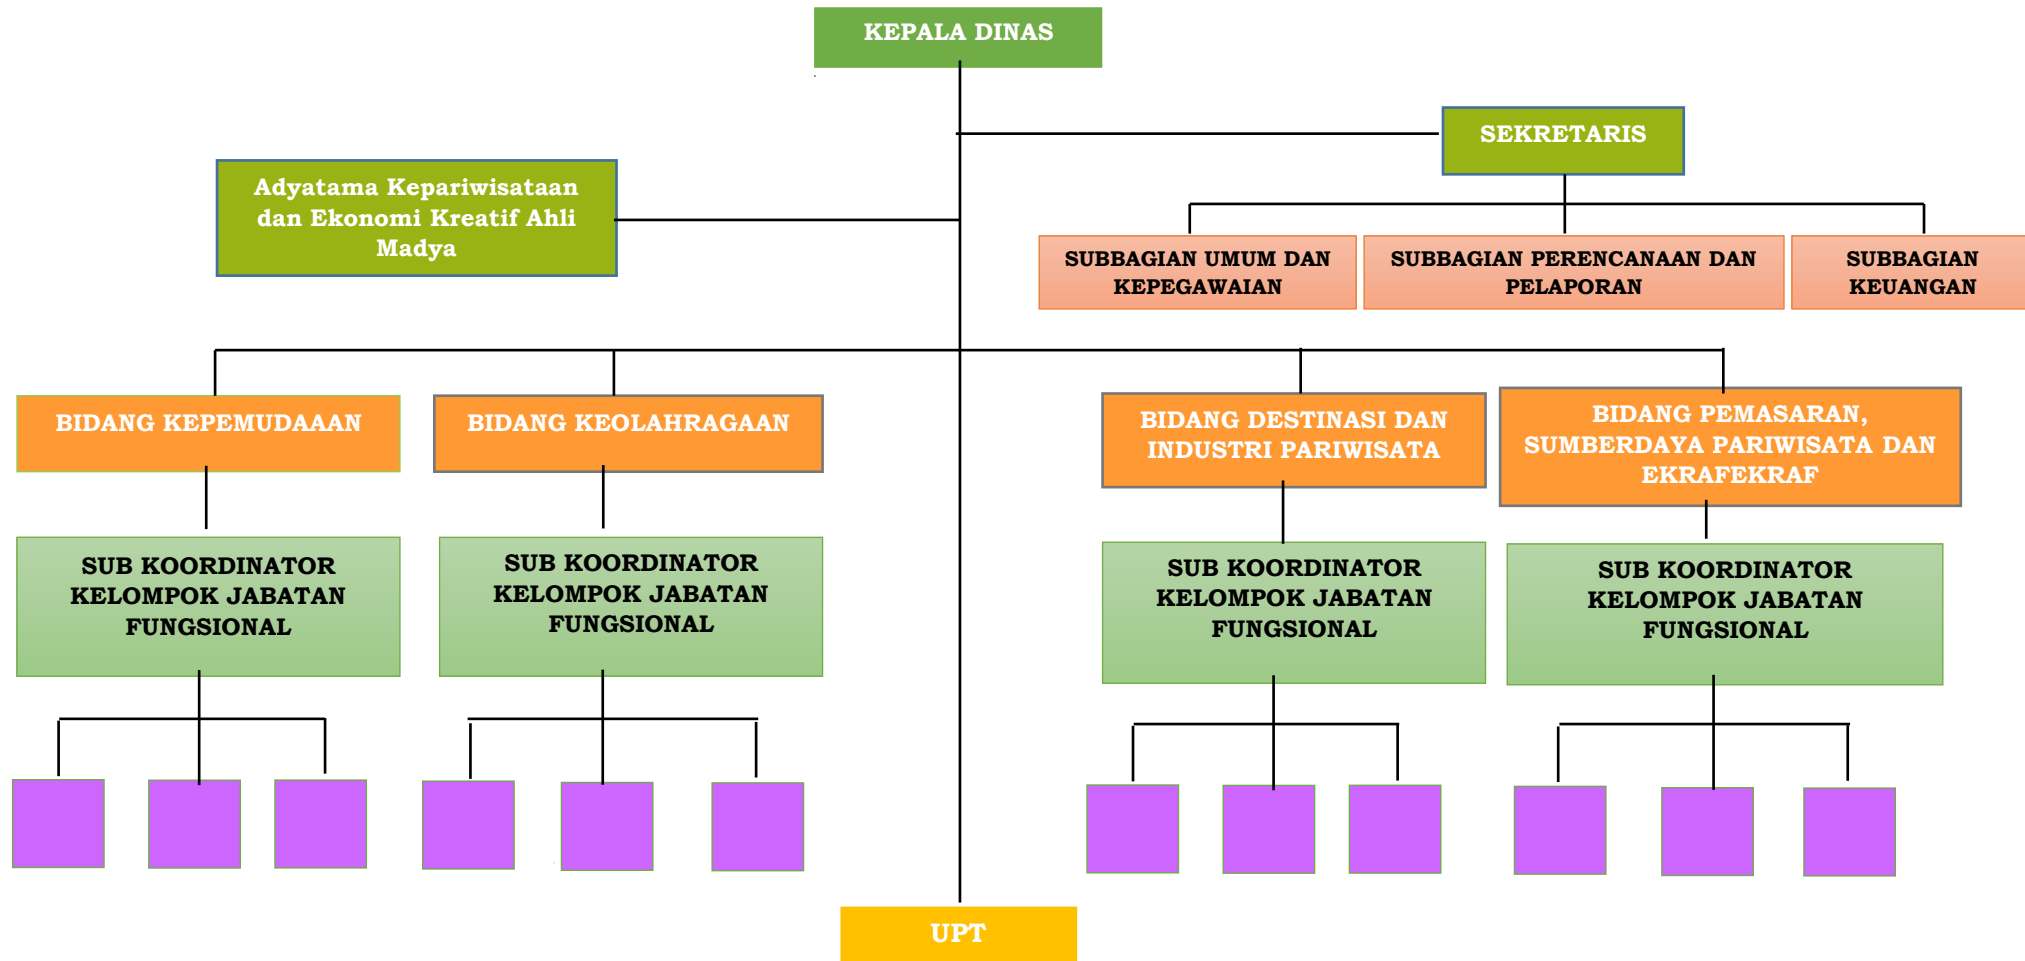 KEPALA DINAS
SEKRETARIS
Adyatama Kepariwisataan
dan Ekonomi Kreatif Ahli
Madya
SUBBAGIAN UMUM DAN
KEPEGAWAIAN
SUBBAGIAN PERENCANAAN DAN
PELAPORAN
SUBBAGIAN
KEUANGAN
BIDANG KEPEMUDAAAN
BIDANG KEOLAHRAGAAN
BIDANG DESTINASI DAN
INDUSTRI PARIWISATA
BIDANG PEMASARAN,
SUMBERDAYA PARIWISATA DAN
EKRAFEKRAF
SUB KOORDINATOR
KELOMPOK JABATAN
FUNGSIONAL
SUB KOORDINATOR
KELOMPOK JABATAN
FUNGSIONAL
SUB KOORDINATOR
KELOMPOK JABATAN
FUNGSIONAL
SUB KOORDINATOR
KELOMPOK JABATAN
FUNGSIONAL
UPT